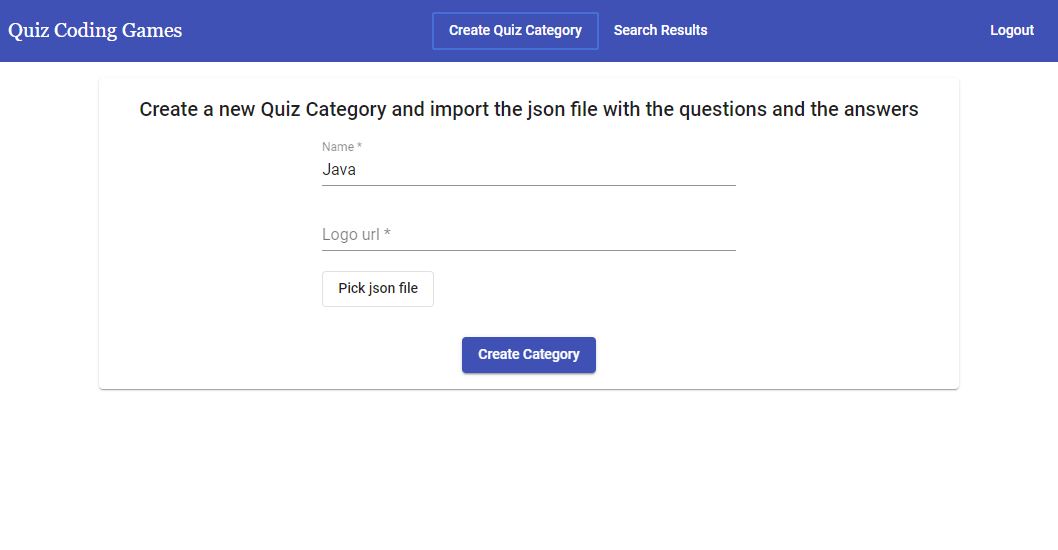 Quiz Coding Games
Create Quiz Category
Search Results
Logout
Create a new Quiz Category and import the json file with the questions and the answers
Name *
Java
Logo url *
Pick json file
Create Category